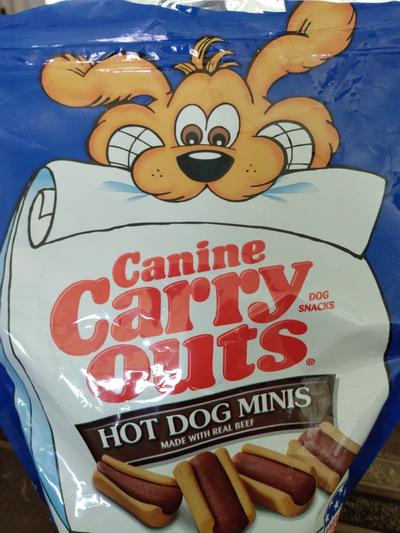 Canine
Carry
outs®
DOG
SNACKS
HOT DOG MINIS
MADE WITH REAL BEEF